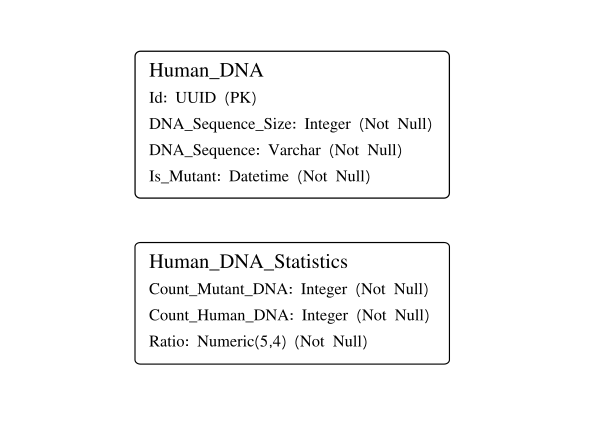 Human_DNA
Id: UUID (PK)
DNA_Sequence_Size: Integer (Not Null)
DNA_Sequence: Varchar (Not Null)
Is_Mutant: Datetime (Not Null)
Human_DNA_Statistics
Count_Mutant_DNA: Integer (Not Null)
Count_Human_DNA: Integer (Not Null)
Ratio: Numeric(5,4) (Not Null)